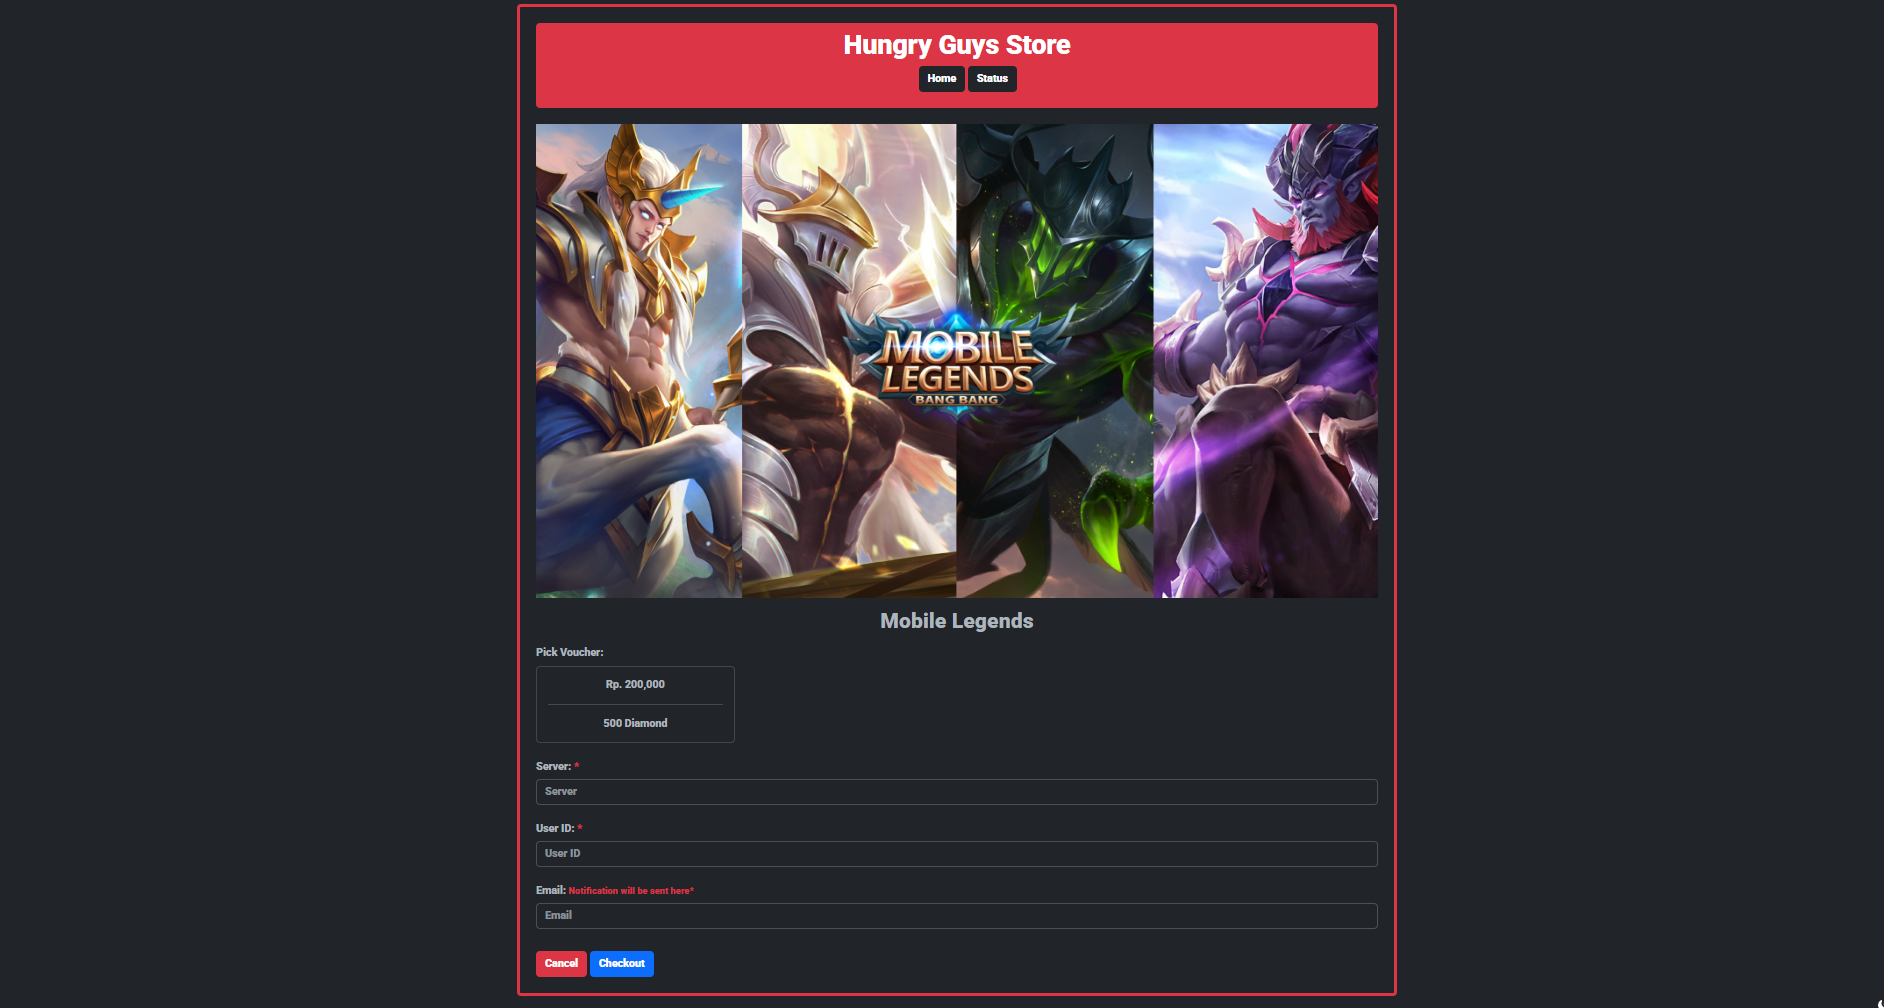 Hungry Guys Store
Home Status
MOBILE
LEGENDS
BANG BANG
Mobile Legends
Pick Voucher:
Rp. 200,000
500 Diamond
Server: *
Server
User ID: *
User ID
Email: Notification will be sent here*
Email
Cancel Checkout